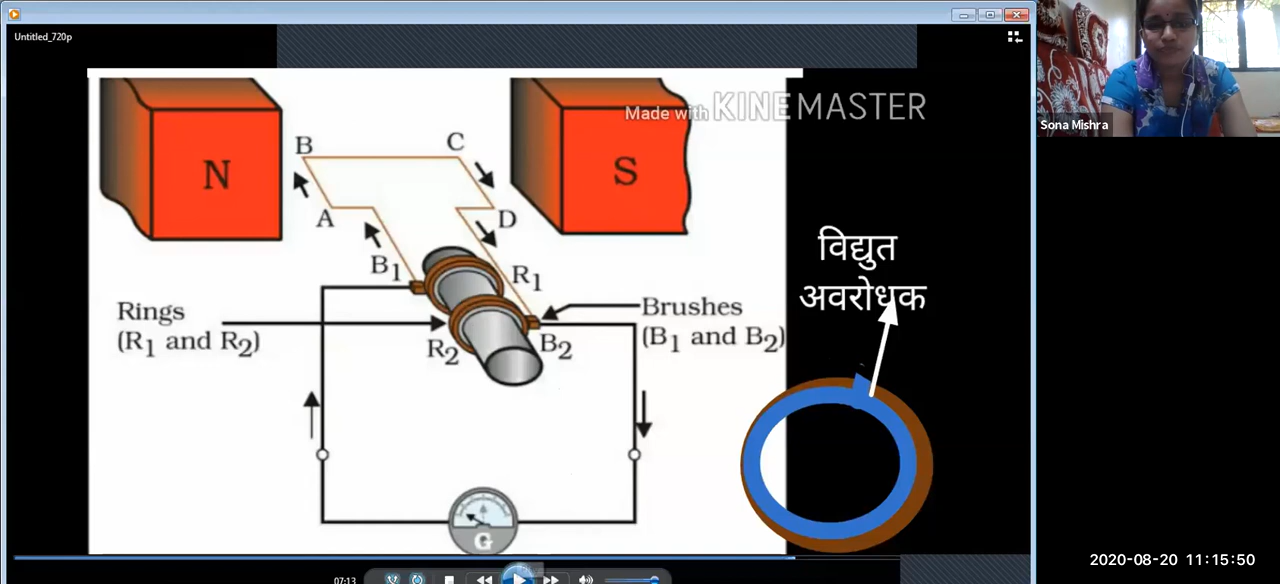 Untitled_720p
Made with KINEMASTER
Sona Mishra
N
S
B
C
A
D
B1
R1
Rings
(R1 and R2)
Brushes
(B1 and B2)
R2
B2
G
विद्युत
अवरोधक
07:13
2020-08-20 11:15:50